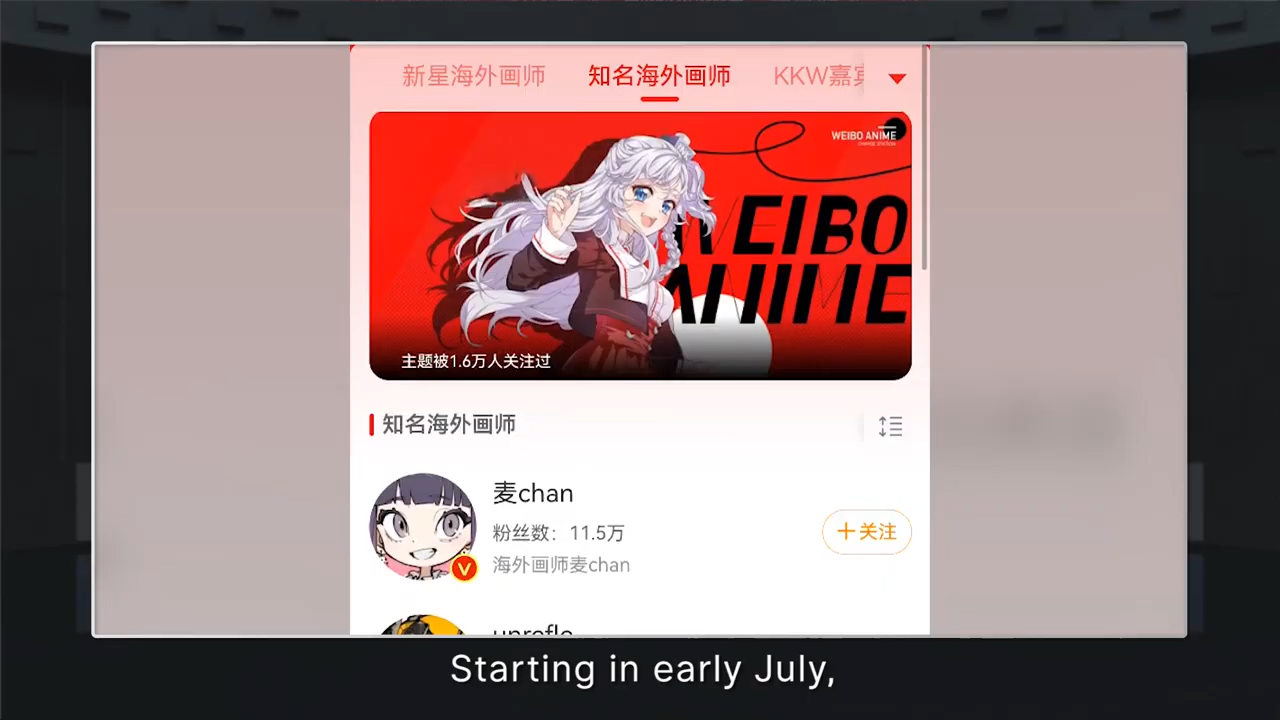 新星海外画师 知名海外画师 KKW嘉宾
WEIBO ANIME
WEIBO
ANIME
主题被1.6万人关注过
知名海外画师
麦chan
粉丝数：11.5万
海外画师麦chan
+关注
Starting in early July,